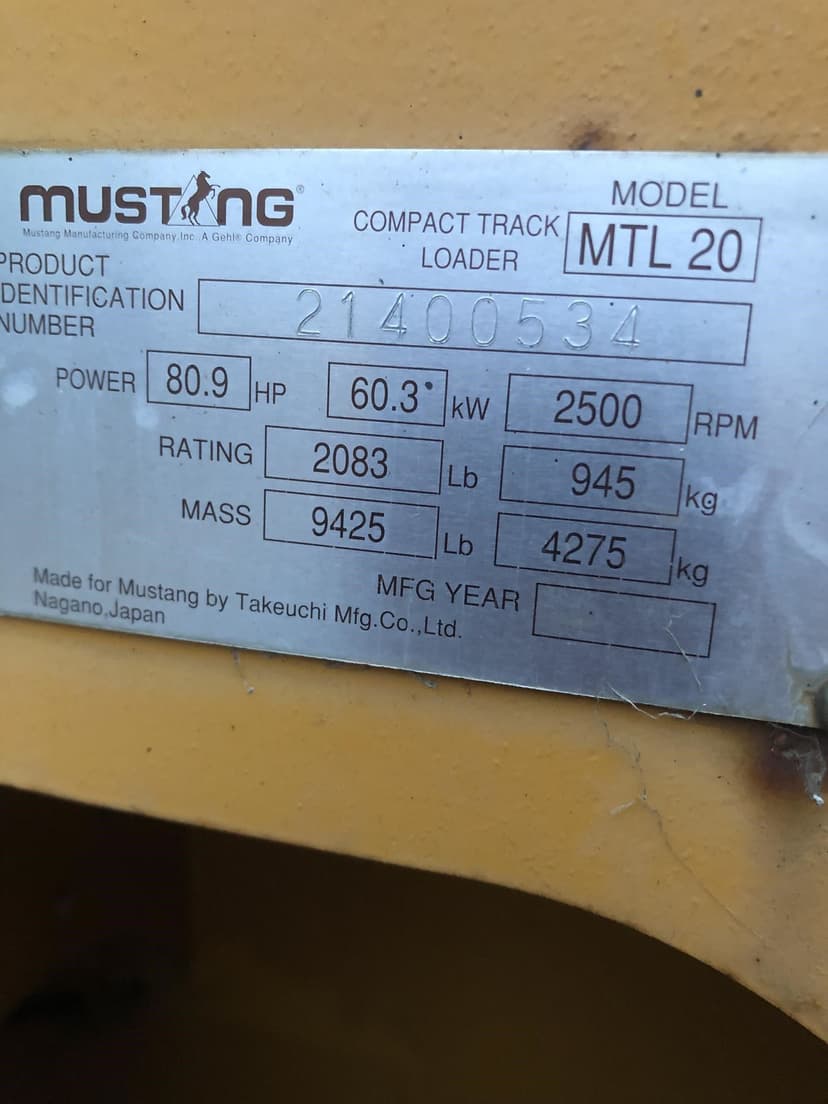 MUSTANG®
Mustang Manufacturing Company,Inc. A Gehl® Company
COMPACT TRACK LOADER
MODEL
MTL 20
PRODUCT IDENTIFICATION NUMBER
21400534
POWER 80.9 HP 60.3 kW 2500 RPM
RATING 2083 Lb 945 kg
MASS 9425 Lb 4275 kg
MFG YEAR
Made for Mustang by Takeuchi Mfg.Co.,Ltd.
Nagano,Japan